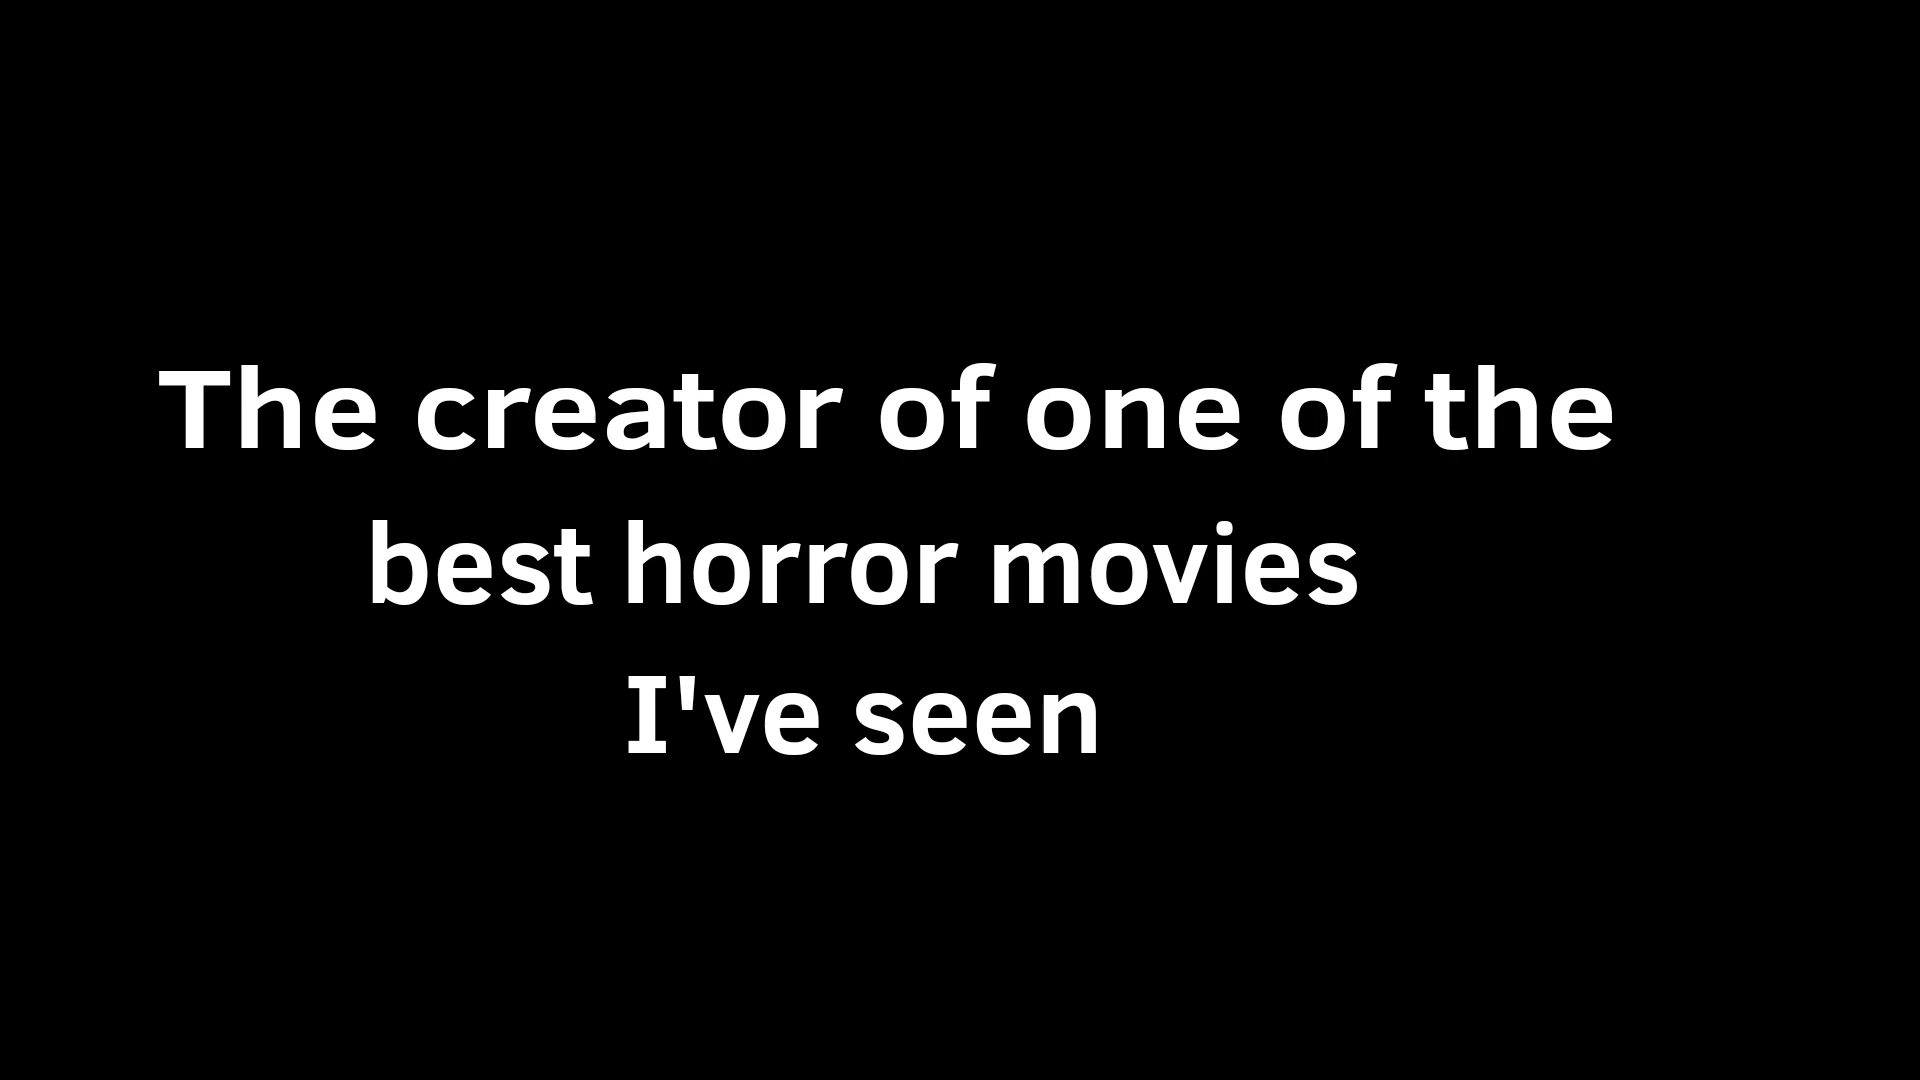 The creator of one of the
best horror movies
I've seen